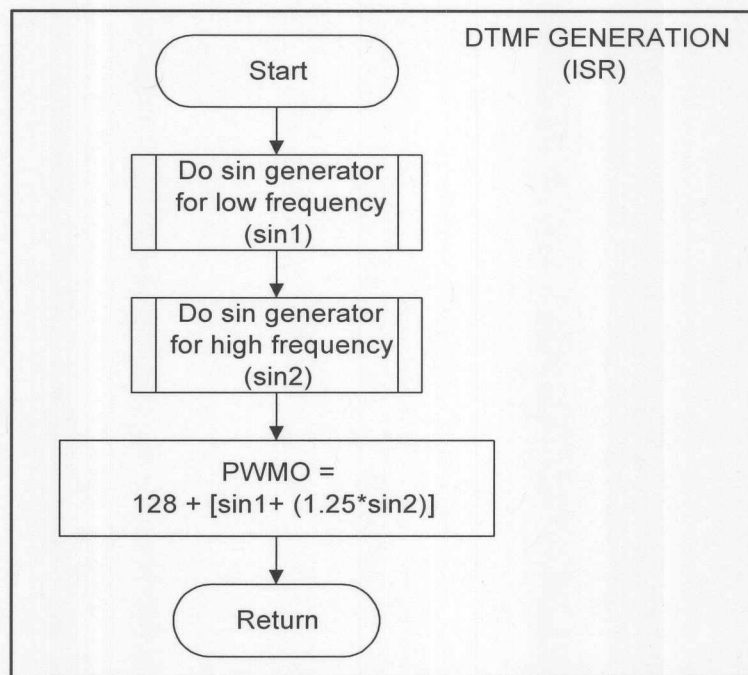 DTMF GENERATION
(ISR)
Start
Do sin generator
for low frequency
(sin1)
Do sin generator
for high frequency
(sin2)
PWMO =
128 + [sin1+ (1.25*sin2)]
Return